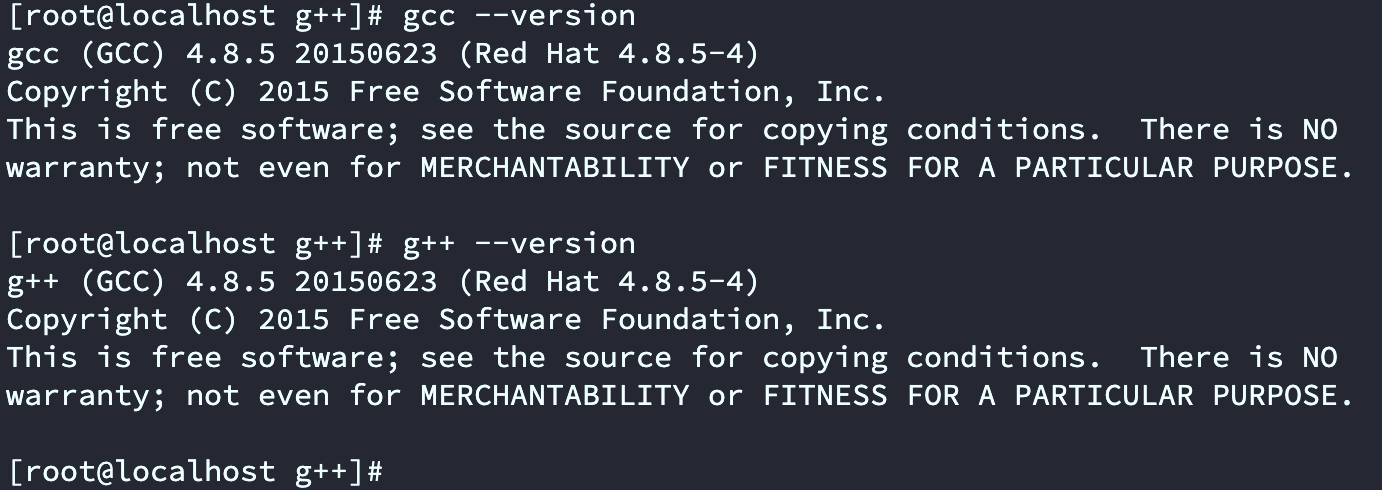 [root@localhost g++]# gcc --version
gcc (GCC) 4.8.5 20150623 (Red Hat 4.8.5-4)
Copyright (C) 2015 Free Software Foundation, Inc.
This is free software; see the source for copying conditions.  There is NO
warranty; not even for MERCHANTABILITY or FITNESS FOR A PARTICULAR PURPOSE.

[root@localhost g++]# g++ --version
g++ (GCC) 4.8.5 20150623 (Red Hat 4.8.5-4)
Copyright (C) 2015 Free Software Foundation, Inc.
This is free software; see the source for copying conditions.  There is NO
warranty; not even for MERCHANTABILITY or FITNESS FOR A PARTICULAR PURPOSE.

[root@localhost g++]#